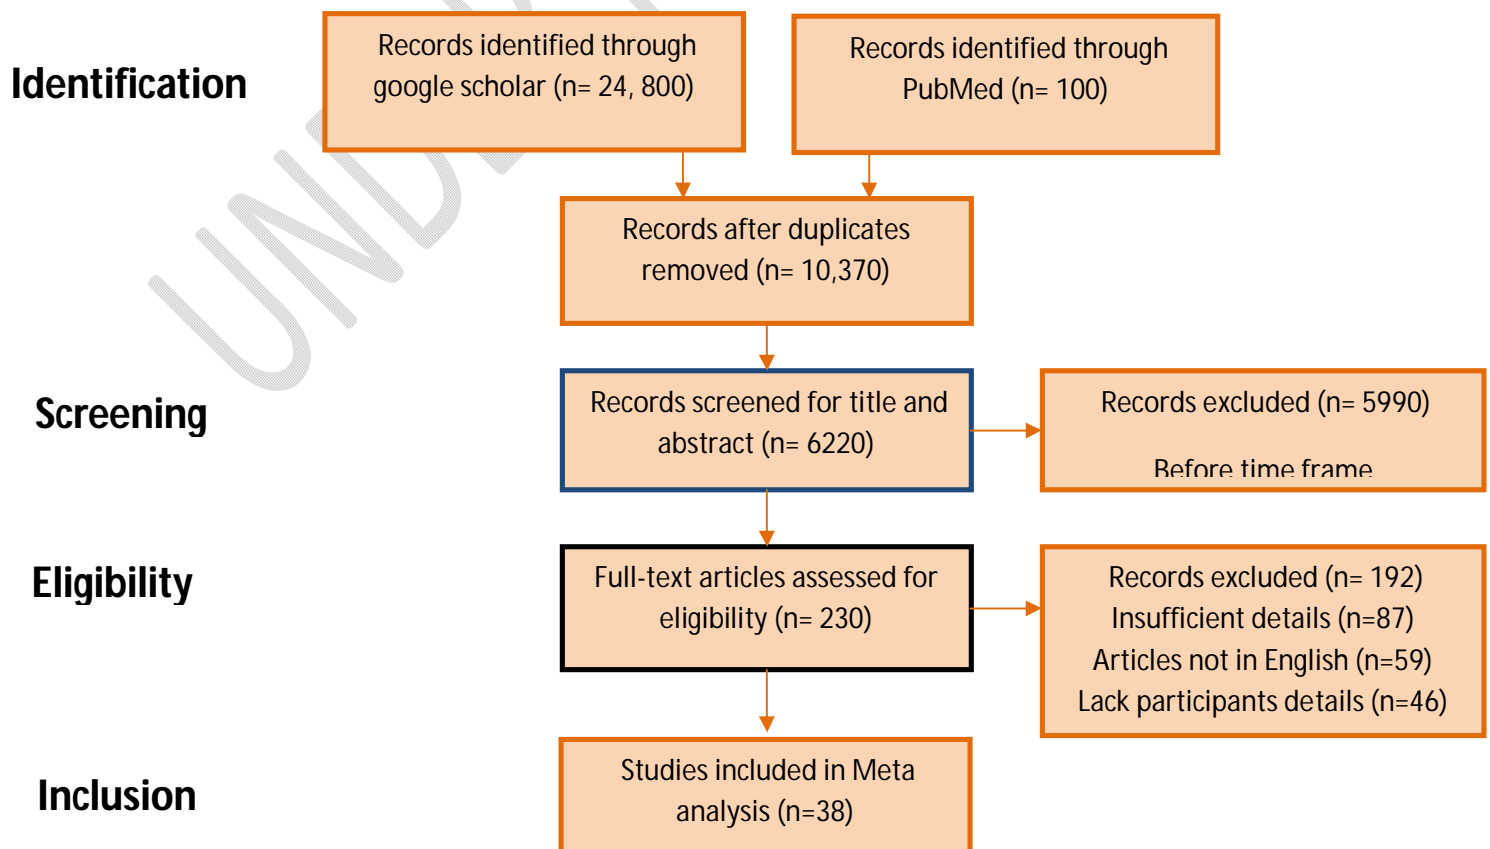 Identification
Records identified through
google scholar (n= 24, 800)
Records identified through
PubMed (n= 100)
Records after duplicates
removed (n= 10,370)
Screening
Records screened for title and
abstract (n= 6220)
Records excluded (n= 5990)
Before time frame
Eligibility
Full-text articles assessed for
eligibility (n= 230)
Records excluded (n= 192)
Insufficient details (n=87)
Articles not in English (n=59)
Lack participants details (n=46)
Inclusion
Studies included in Meta
analysis (n=38)